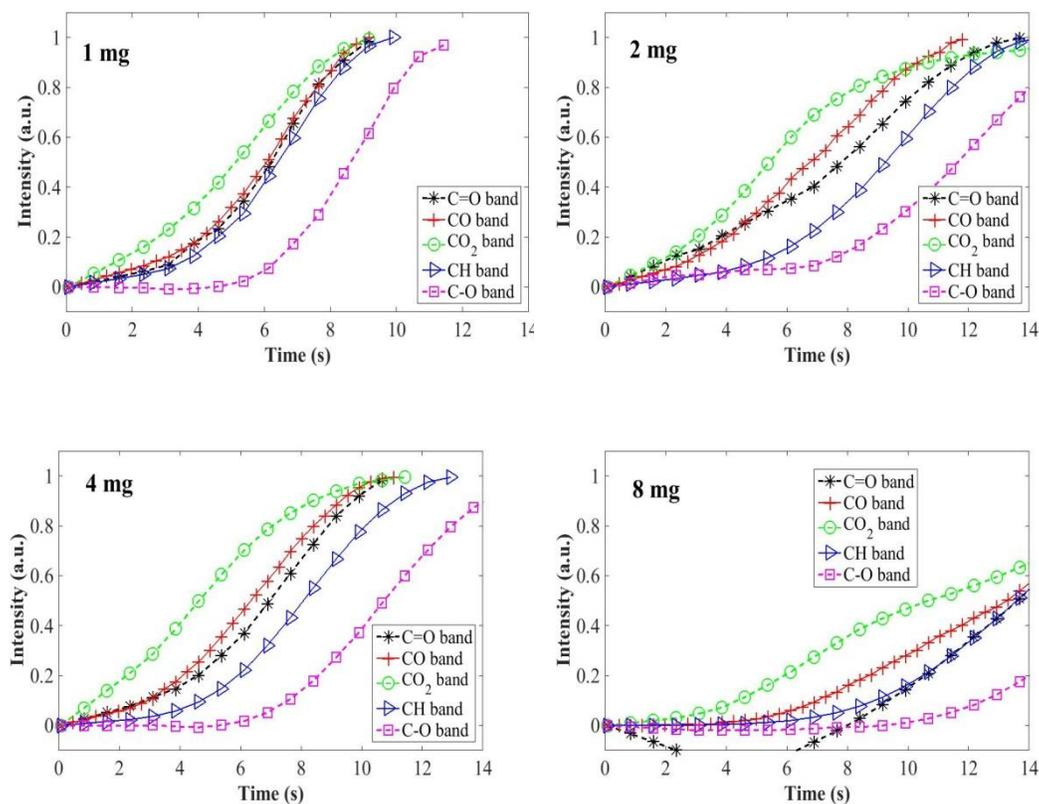 1 mg
1
0.8
0.6
0.4
0.2
0
Intensity (a.u.)
C=O band
CO band
CO2 band
CH band
C-O band
0 2 4 6 8 10 12 14
Time (s)
2 mg
1
0.8
0.6
0.4
0.2
0
Intensity (a.u.)
C=O band
CO band
CO2 band
CH band
C-O band
0 2 4 6 8 10 12 14
Time (s)
4 mg
1
0.8
0.6
0.4
0.2
0
Intensity (a.u.)
C=O band
CO band
CO2 band
CH band
C-O band
0 2 4 6 8 10 12 14
Time (s)
8 mg
1
0.8
0.6
0.4
0.2
0
Intensity (a.u.)
C=O band
CO band
CO2 band
CH band
C-O band
0 2 4 6 8 10 12 14
Time (s)